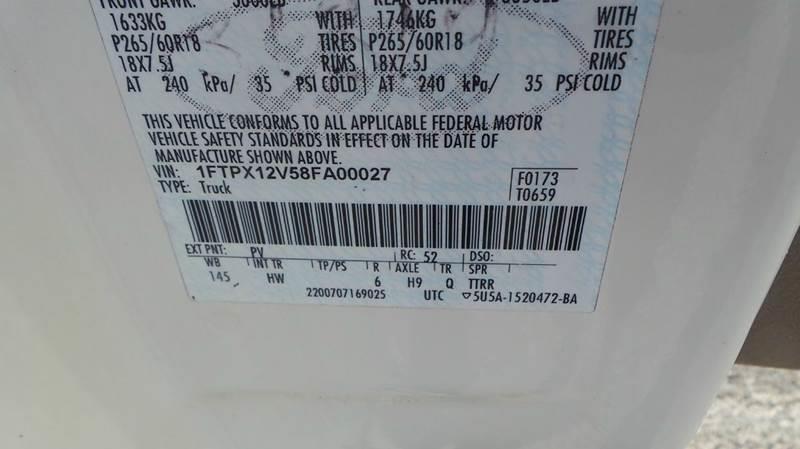 1633KG WITH 1746KG WITH
P265/60R18 TIRES P265/60R18 TIRES
18X7.5J RIMS 18X7.5J RIMS
AT 240 kPa/ 35 PSI COLD AT 240 kPa/ 35 PSI COLD
THIS VEHICLE CONFORMS TO ALL APPLICABLE FEDERAL MOTOR
VEHICLE SAFETY STANDARDS IN EFFECT ON THE DATE OF
MANUFACTURE SHOWN ABOVE.
VIN: 1FTPX12V58FA00027 F0173
TYPE: Truck T0659
EXT PNT: PV RC: 52 DSO:
WB INT TR TP/PS R AXLE TR SPR
145 HW 6 H9 Q TTRR
2200707169025 UTC ▽5U5A-1520472-BA